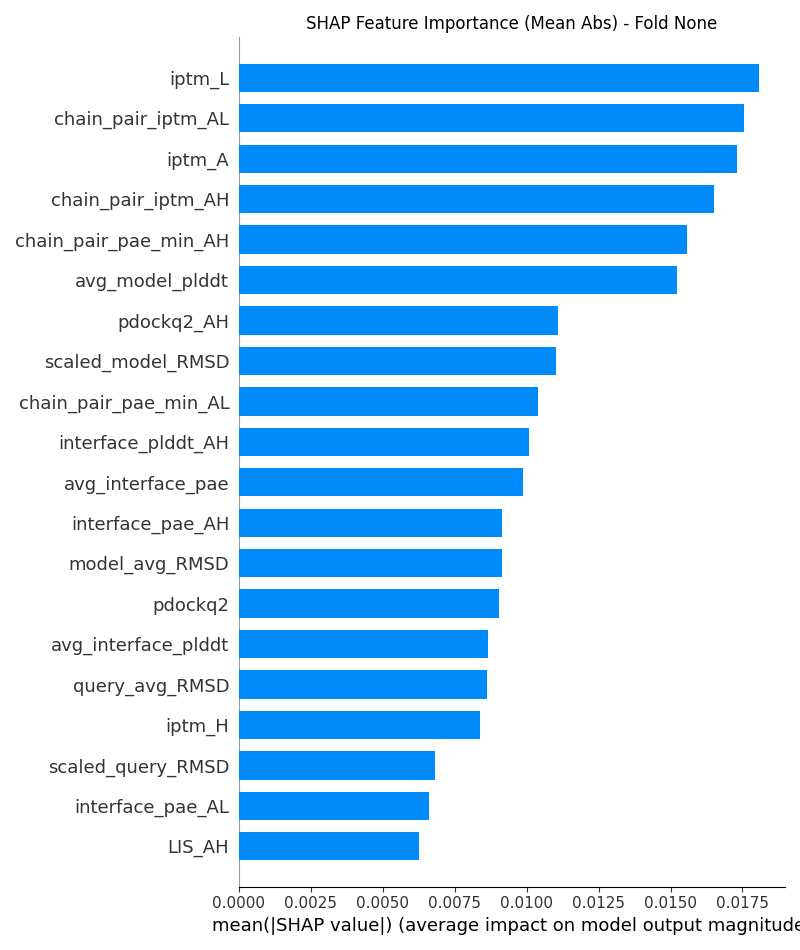 SHAP Feature Importance (Mean Abs) - Fold None
iptm_L
chain_pair_iptm_AL
iptm_A
chain_pair_iptm_AH
chain_pair_pae_min_AH
avg_model_plddt
pdockq2_AH
scaled_model_RMSD
chain_pair_pae_min_AL
interface_plddt_AH
avg_interface_pae
interface_pae_AH
model_avg_RMSD
pdockq2
avg_interface_plddt
query_avg_RMSD
iptm_H
scaled_query_RMSD
interface_pae_AL
LIS_AH
0.0000 0.0025 0.0050 0.0075 0.0100 0.0125 0.0150 0.0175
mean(|SHAP value|) (average impact on model output magnitude